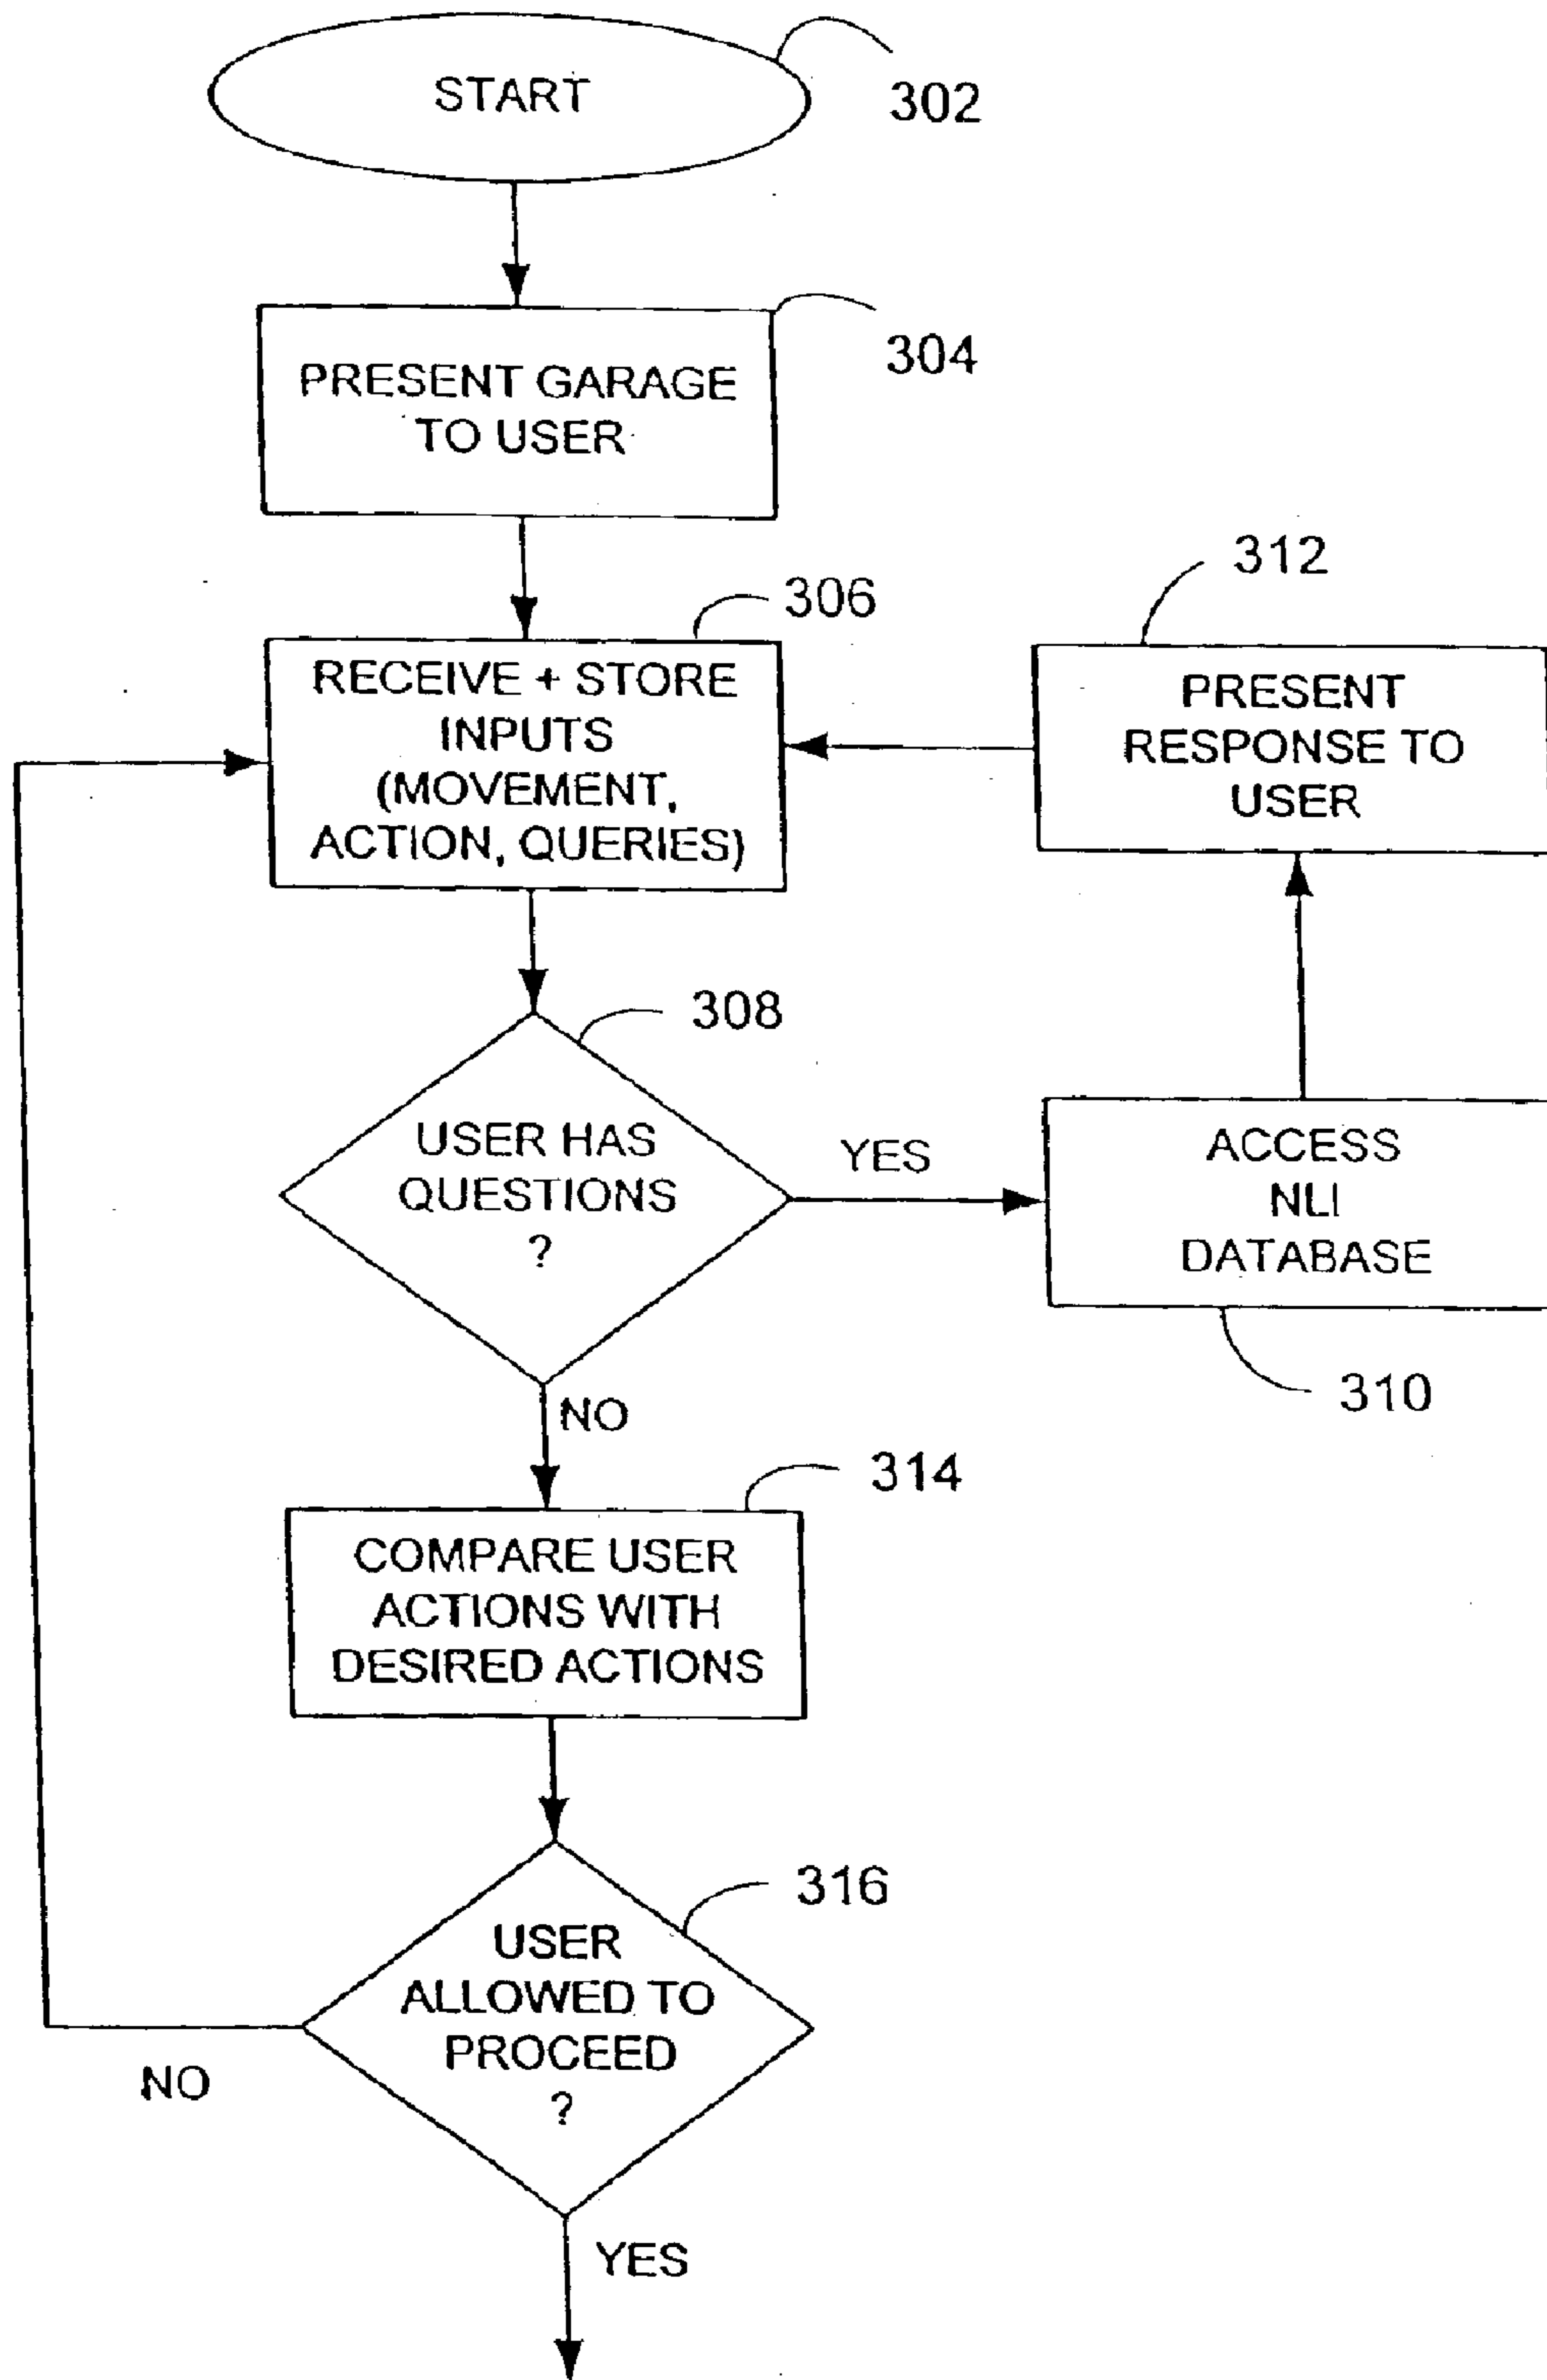 START
302
PRESENT GARAGE
TO USER
304
306
RECEIVE + STORE
INPUTS
(MOVEMENT,
ACTION, QUERIES)
312
PRESENT
RESPONSE TO
USER
308
USER HAS
QUESTIONS
?
YES
ACCESS
NLI
DATABASE
310
NO
314
COMPARE USER
ACTIONS WITH
DESIRED ACTIONS
316
USER
ALLOWED TO
PROCEED
?
NO
YES